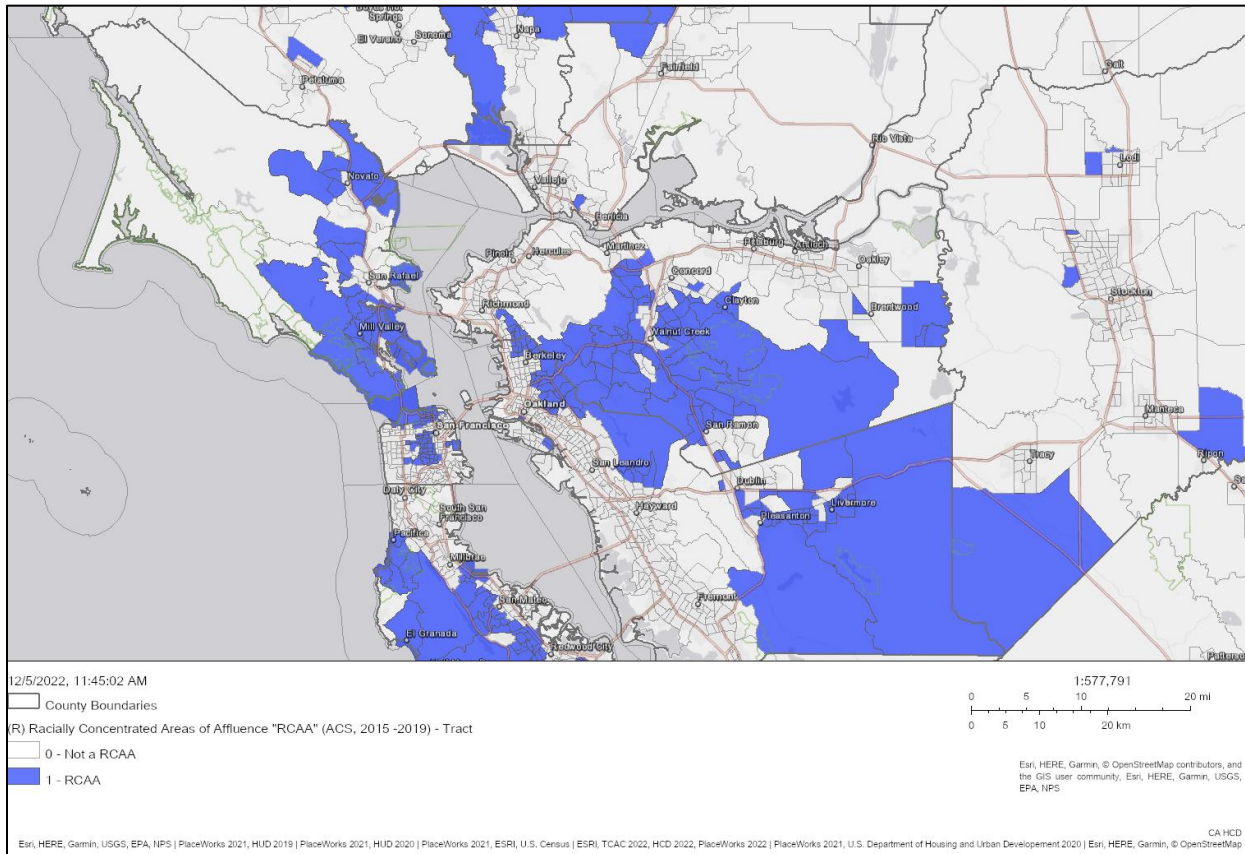 Boyes Hot
Springs
El Verano
Sonoma
Napa
Petaluma
Fairfield
Galt
Rio Vista
Lodi
Novato
Vallejo
Benicia
Martinez
Pinole
Hercules
Pittsburg
Antioch
Oakley
Concord
San Rafael
Stockton
Richmond
Clayton
Brentwood
Mill Valley
Walnut Creek
Berkeley
Oakland
Manteca
San Francisco
San Ramon
San Leandro
Tracy
Ripon
Sa
Dublin
Daly City
Livermore
South San
Francisco
Hayward
Pleasanton
Pacifica
Millbrae
Fremont
San Mateo
El Granada
Redwood City
Patterson
12/5/2022, 11:45:02 AM
County Boundaries
(R) Racially Concentrated Areas of Affluence "RCAA" (ACS, 2015 -2019) - Tract
0 - Not a RCAA
1 - RCAA
1:577,791
0 5 10 20 mi
0 5 10 20 km
Esri, HERE, Garmin, © OpenStreetMap contributors, and
the GIS user community, Esri, HERE, Garmin, USGS,
EPA, NPS
CA HCD
Esri, HERE, Garmin, USGS, EPA, NPS | PlaceWorks 2021, HUD 2019 | PlaceWorks 2021, HUD 2020 | PlaceWorks 2021, ESRI, U.S. Census | ESRI, TCAC 2022, HCD 2022, PlaceWorks 2022 | PlaceWorks 2021, U.S. Department of Housing and Urban Developement 2020 | Esri, HERE, Garmin, © OpenStreetMap